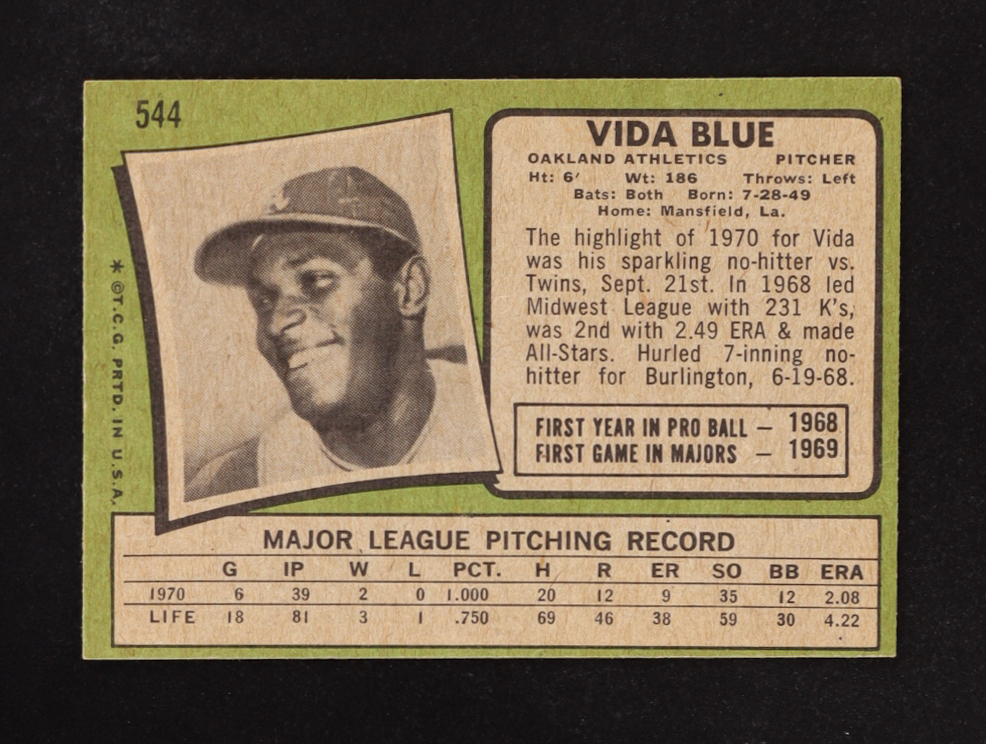 544
VIDA BLUE
OAKLAND ATHLETICS PITCHER
Ht: 6' Wt: 186 Throws: Left
Bats: Both Born: 7-28-49
Home: Mansfield, La.
The highlight of 1970 for Vida
was his sparkling no-hitter vs.
Twins, Sept. 21st. In 1968 led
Midwest League with 231 K's,
was 2nd with 2.49 ERA & made
All-Stars. Hurled 7-inning no-
hitter for Burlington, 6-19-68.
FIRST YEAR IN PRO BALL — 1968
FIRST GAME IN MAJORS — 1969
* ©T.C.G. PRTD. IN U.S.A.
MAJOR LEAGUE PITCHING RECORD
G IP W L PCT. H R ER SO BB ERA
1970 6 39 2 0 1.000 20 12 9 35 12 2.08
LIFE 18 81 3 1 .750 69 46 38 59 30 4.22